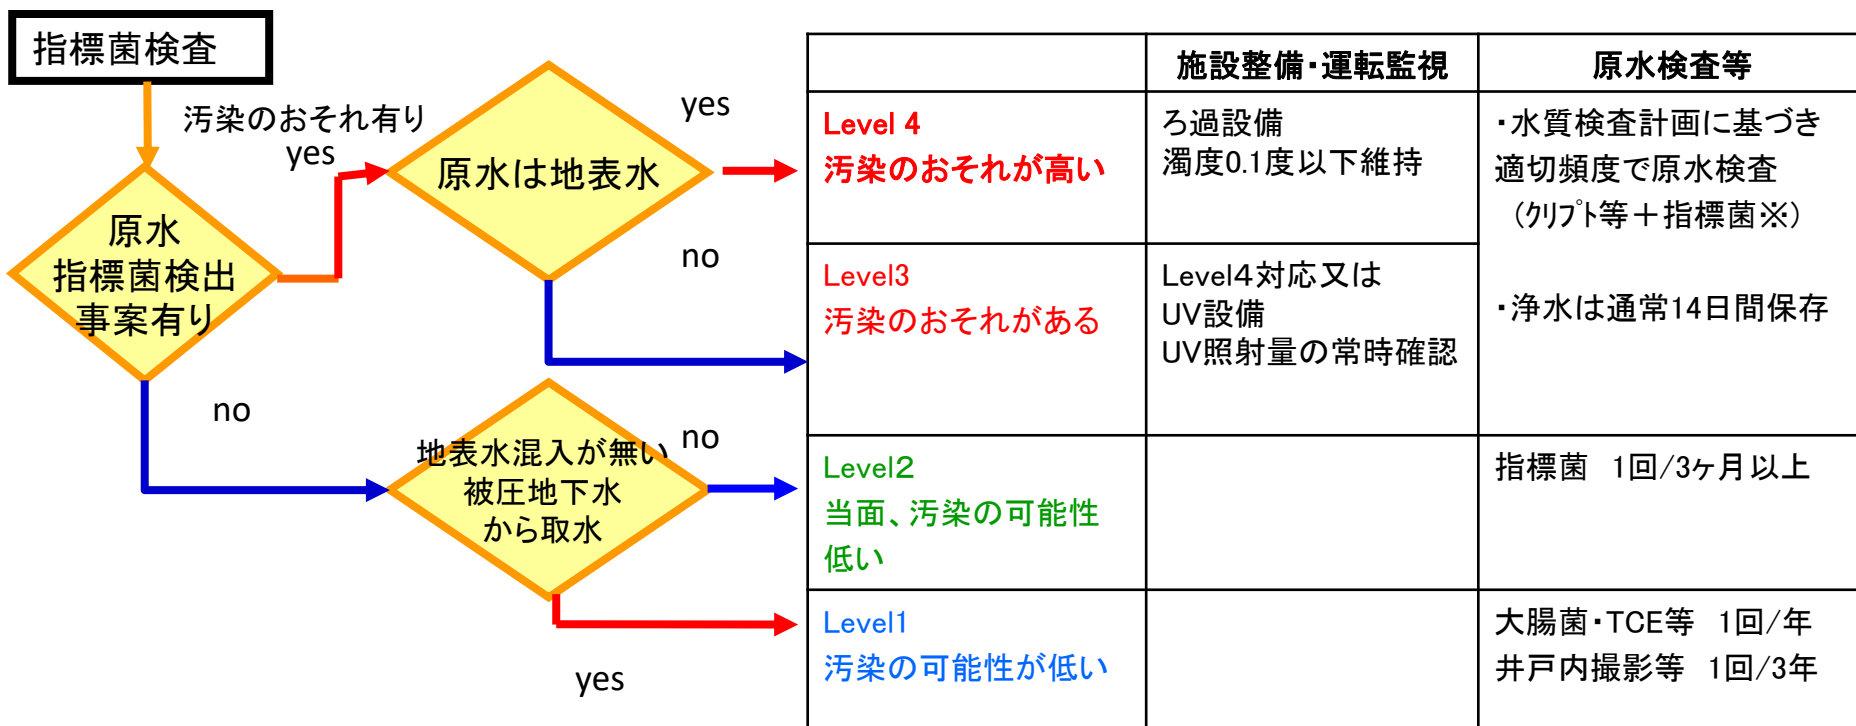 指標菌検査
汚染のおそれ有り
yes
原水
指標菌検出
事案有り
no
原水は地表水
yes
no
地表水混入が無い
被圧地下水
から取水
no
yes
施設整備・運転監視
原水検査等
Level 4
汚染のおそれが高い
ろ過設備
濁度0.1度以下維持
・水質検査計画に基づき
適切頻度で原水検査
（ｸﾘﾌﾟﾄ等＋指標菌※）
・浄水は通常14日間保存
Level3
汚染のおそれがある
Level4対応又は
UV設備
UV照射量の常時確認
Level2
当面、汚染の可能性
低い
指標菌　1回/3ヶ月以上
Level1
汚染の可能性が低い
大腸菌・TCE等　1回/年
井戸内撮影等　1回/3年